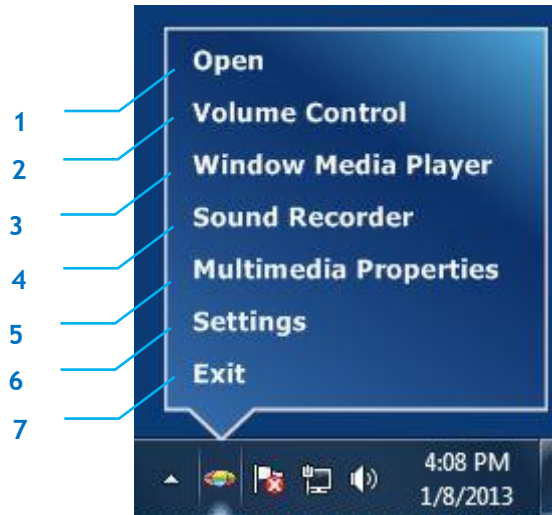 1 Open
2 Volume Control
3 Window Media Player
4 Sound Recorder
5 Multimedia Properties
6 Settings
7 Exit
4:08 PM
1/8/2013